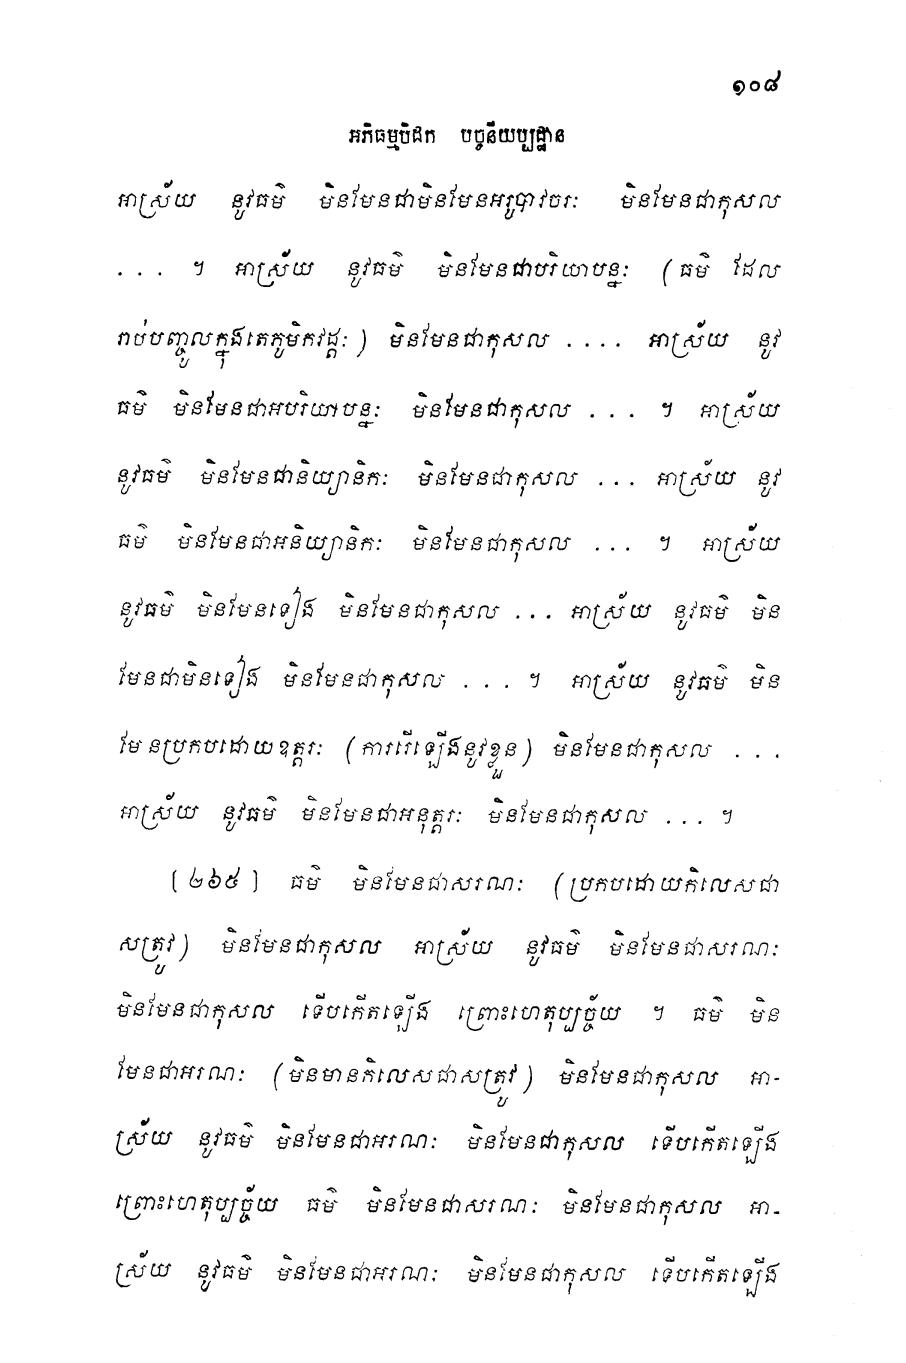 ១០៨
អភិធម្មបិដក បច្ចនីយប្បដ្ឋាន
អាស្រ័យ នូវធម៌ មិនមែនជាមិនមែនអរូបាវចរៈ មិនមែនជាកុសល
. . . ។ អាស្រ័យ នូវធម៌ មិនមែនជាបរិយាបន្នៈ (ធម៌ ដែល
រាប់បញ្ចូលក្នុងតេភូមិកវដ្តៈ) មិនមែនជាកុសល . . . . អាស្រ័យ នូវ
ធម៌ មិនមែនជាអបរិយាបន្នៈ មិនមែនជាកុសល . . . ។ អាស្រ័យ
នូវធម៌ មិនមែនជានិយ្យានិកៈ មិនមែនជាកុសល . . . អាស្រ័យ នូវ
ធម៌ មិនមែនជាអនិយ្យានិកៈ មិនមែនជាកុសល . . . ។ អាស្រ័យ
នូវធម៌ មិនមែនទៀង មិនមែនជាកុសល . . . អាស្រ័យ នូវធម៌ មិន
មែនជាមិនទៀង មិនមែនជាកុសល . . . ។ អាស្រ័យ នូវធម៌ មិន
មែនប្រកបដោយឧត្តរៈ (ការរើឡើងនូវខ្លួន) មិនមែនជាកុសល . . .
អាស្រ័យ នូវធម៌ មិនមែនជាអនុត្តរៈ មិនមែនជាកុសល . . . ។
[២៦៥] ធម៌ មិនមែនជាសរណៈ (ប្រកបដោយកិលេសជា
សត្រូវ) មិនមែនជាកុសល អាស្រ័យ នូវធម៌ មិនមែនជាសរណៈ
មិនមែនជាកុសល ទើបកើតឡើង ព្រោះហេតុប្បច្ច័យ ។ ធម៌ មិន
មែនជាអរណៈ (មិនមានកិលេសជាសត្រូវ) មិនមែនជាកុសល អា-
ស្រ័យ នូវធម៌ មិនមែនជាអរណៈ មិនមែនជាកុសល ទើបកើតឡើង
ព្រោះហេតុប្បច្ច័យ ធម៌ មិនមែនជាសរណៈ មិនមែនជាកុសល អា-
ស្រ័យ នូវធម៌ មិនមែនជាអរណៈ មិនមែនជាកុសល ទើបកើតឡើង